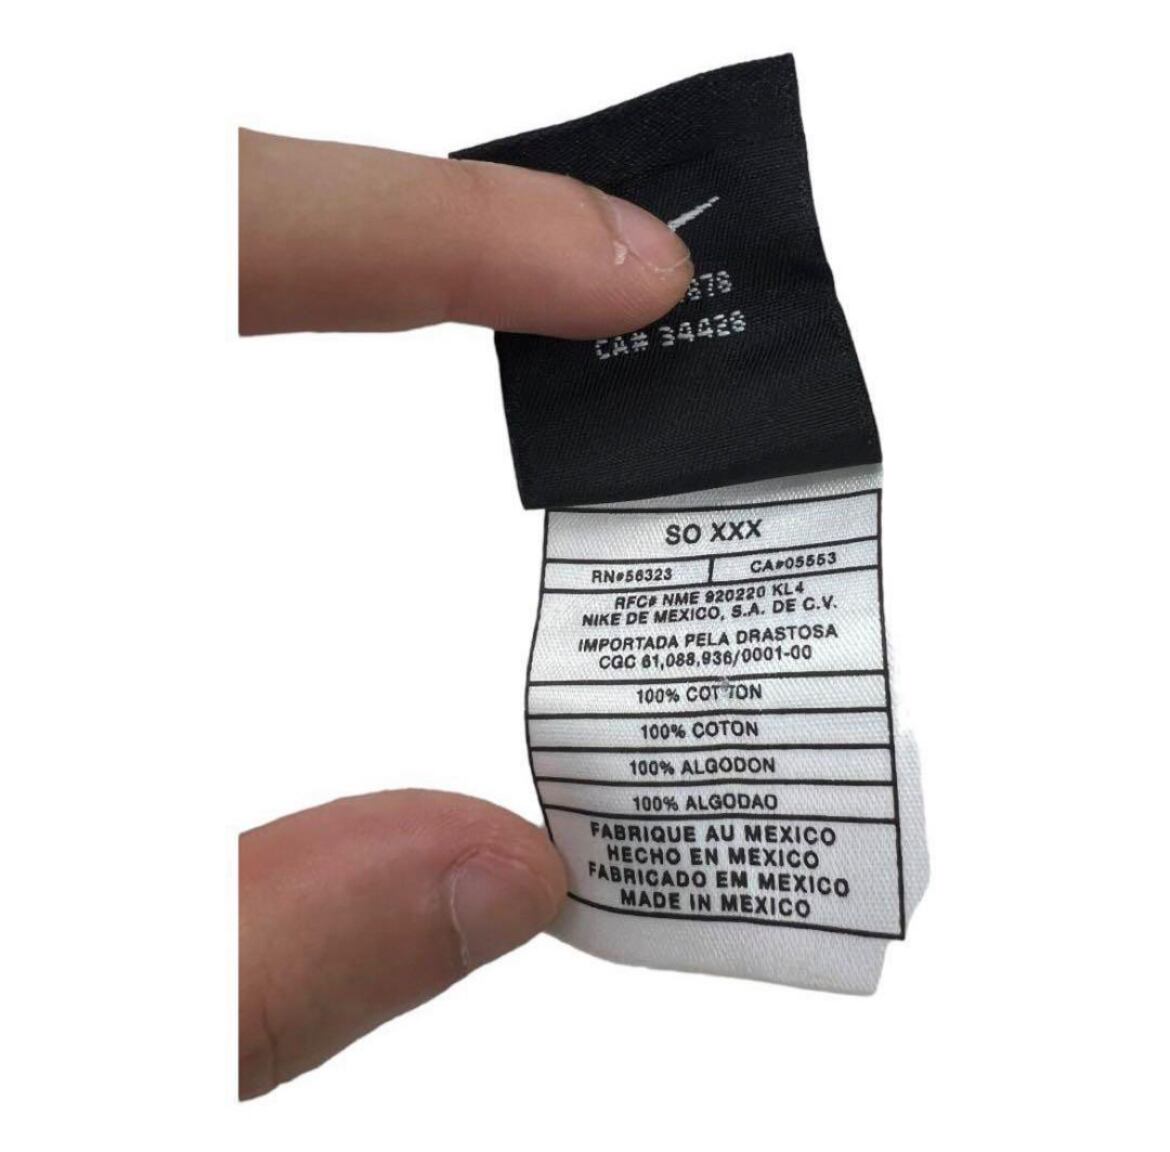 878
CA# 34428
SO XXX
RN#56323 CA#05553
RFC# NME 920220 KL4
NIKE DE MEXICO, S.A. DE C.V.
IMPORTADA PELA DRASTOSA
CGC 61,088,936/0001-00
100% COTTON
100% COTON
100% ALGODON
100% ALGODAO
FABRIQUE AU MEXICO
HECHO EN MEXICO
FABRICADO EM MEXICO
MADE IN MEXICO